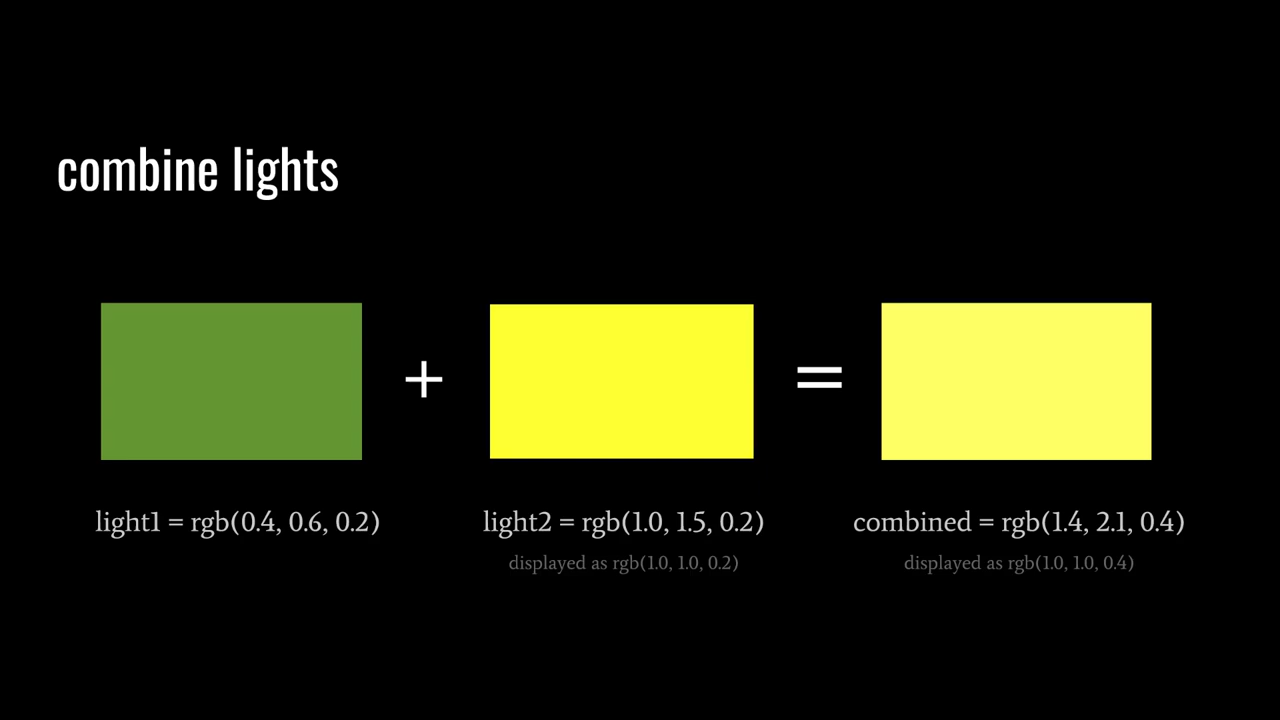 combine lights
+
=
light1 = rgb(0.4, 0.6, 0.2)
light2 = rgb(1.0, 1.5, 0.2)
combined = rgb(1.4, 2.1, 0.4)
displayed as rgb(1.0, 1.0, 0.2)
displayed as rgb(1.0, 1.0, 0.4)